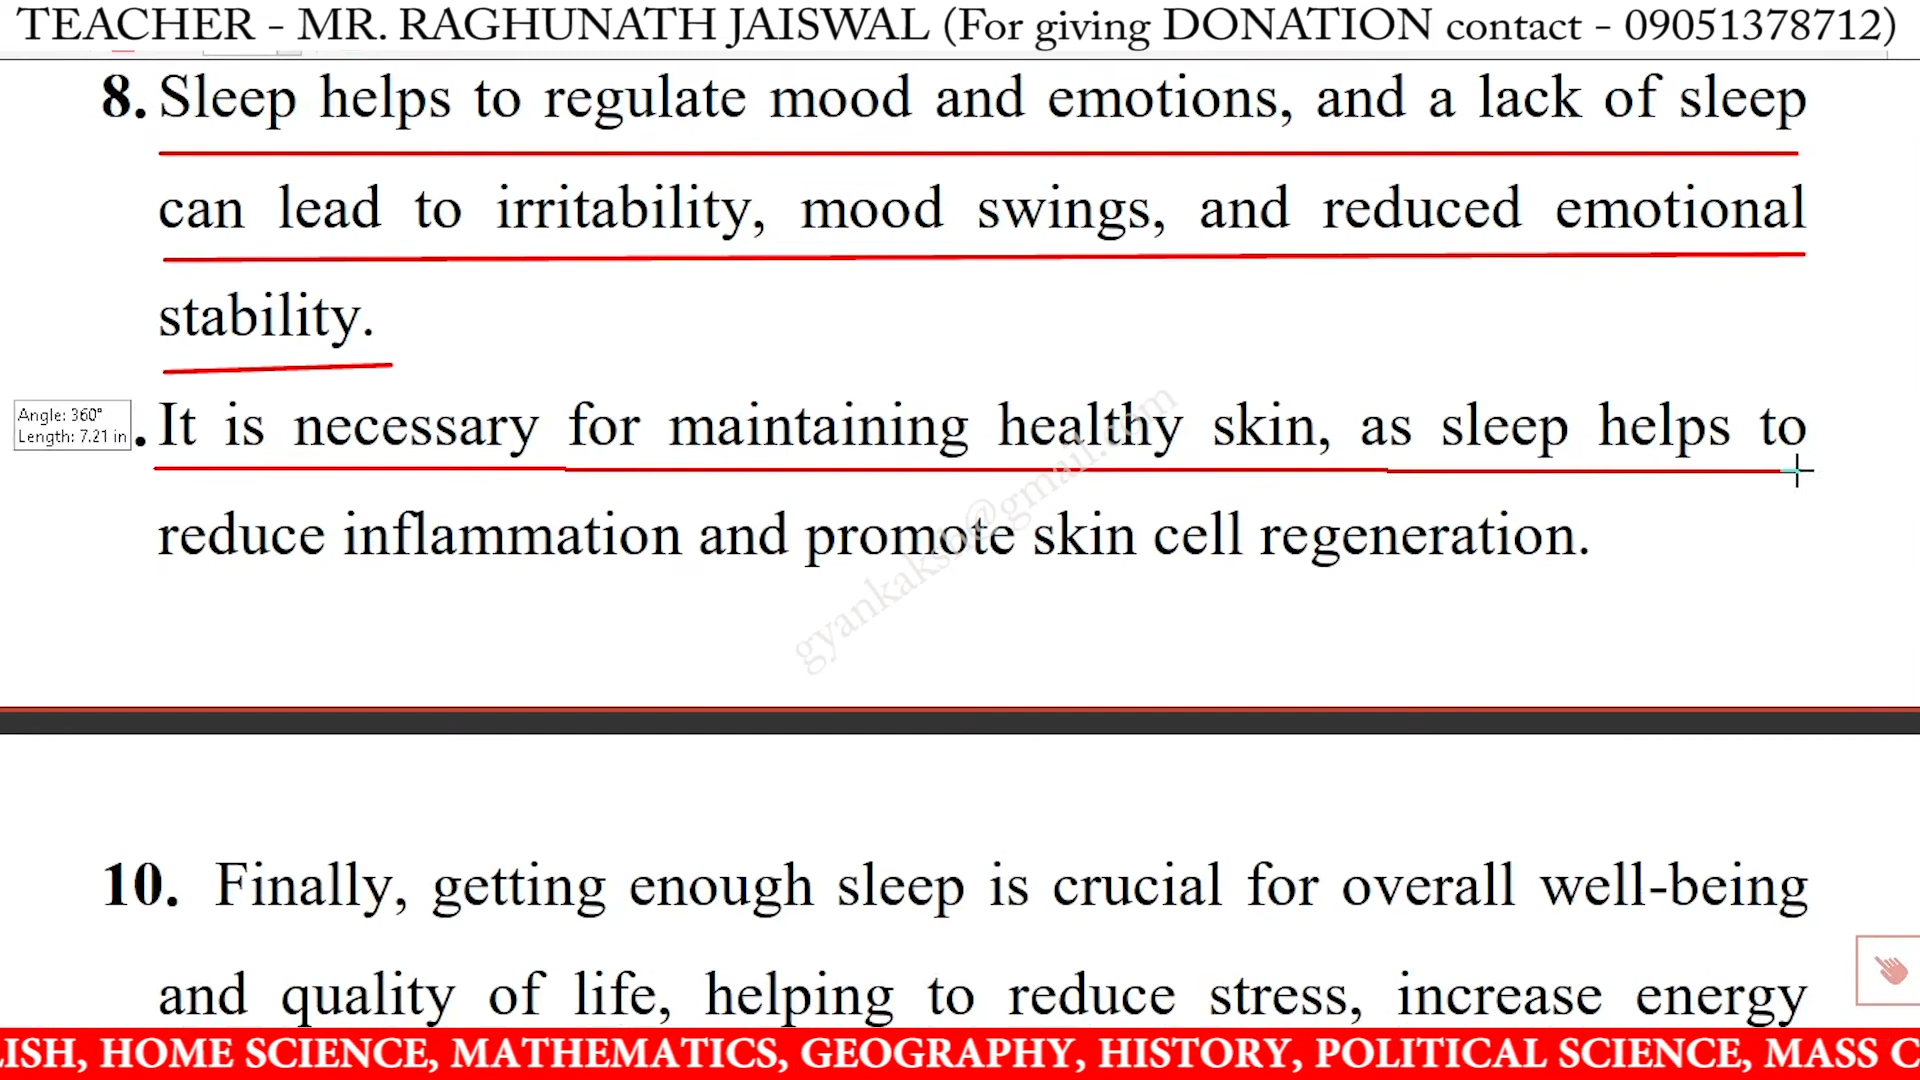 TEACHER - MR. RAGHUNATH JAISWAL (For giving DONATION contact - 09051378712)
8. Sleep helps to regulate mood and emotions, and a lack of sleep
can lead to irritability, mood swings, and reduced emotional
stability.
Angle: 360°
Length: 7.21 in
. It is necessary for maintaining healthy skin, as sleep helps to
reduce inflammation and promote skin cell regeneration.
gyankaksb@gmail.com
10. Finally, getting enough sleep is crucial for overall well-being
and quality of life, helping to reduce stress, increase energy
LISH, HOME SCIENCE, MATHEMATICS, GEOGRAPHY, HISTORY, POLITICAL SCIENCE, MASS C